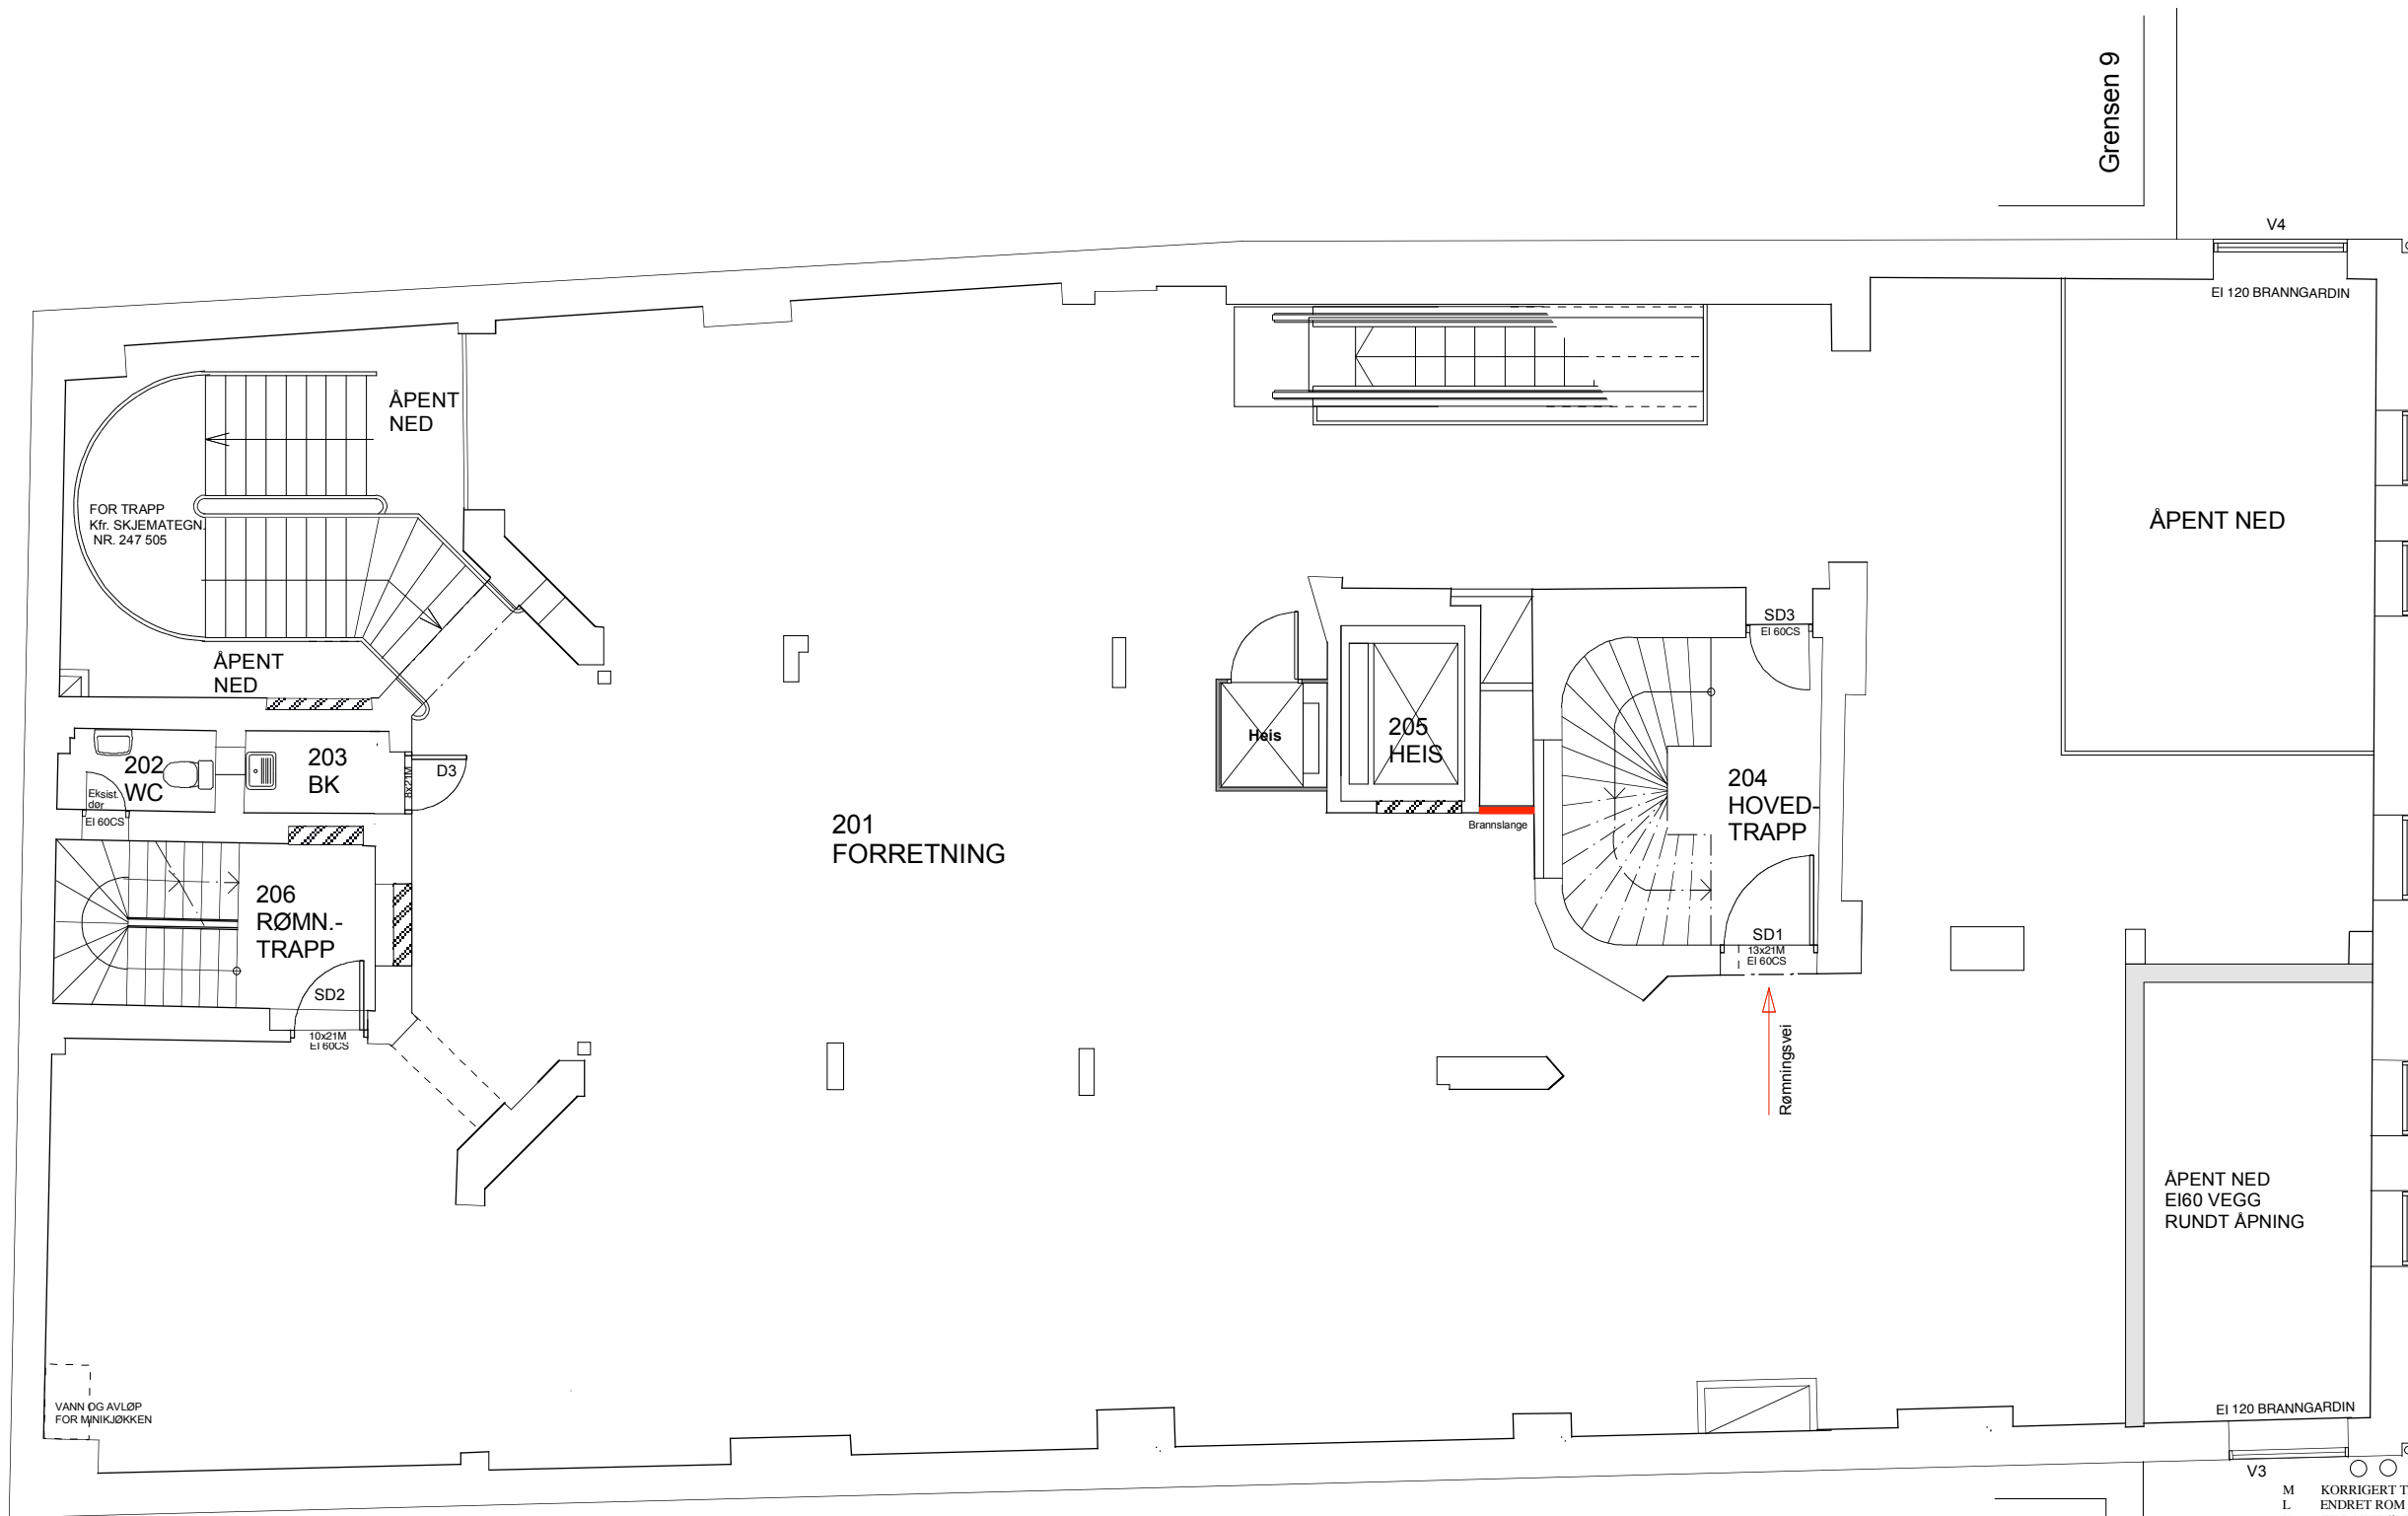 Grensen 9
V4
EI 120 BRANNGARDIN
ÅPENT
NED
FOR TRAPP
Kfr. SKJEMATEGN.
NR. 247 505
ÅPENT NED
ÅPENT
NED
SD3
EI 60CS
202
WC
203
BK
D3
8x21M
Eksist.
dør
EI 60CS
Heis
205
HEIS
204
HOVED-
TRAPP
Brannslange
201
FORRETNING
206
RØMN.-
TRAPP
SD1
13x21M
EI 60CS
SD2
10x21M
EI 60CS
Rømningsvei
ÅPENT NED
EI60 VEGG
RUNDT ÅPNING
VANN OG AVLØP
FOR MINIKJØKKEN
EI 120 BRANNGARDIN
V3
M KORRIGERT T
L ENDRET ROM